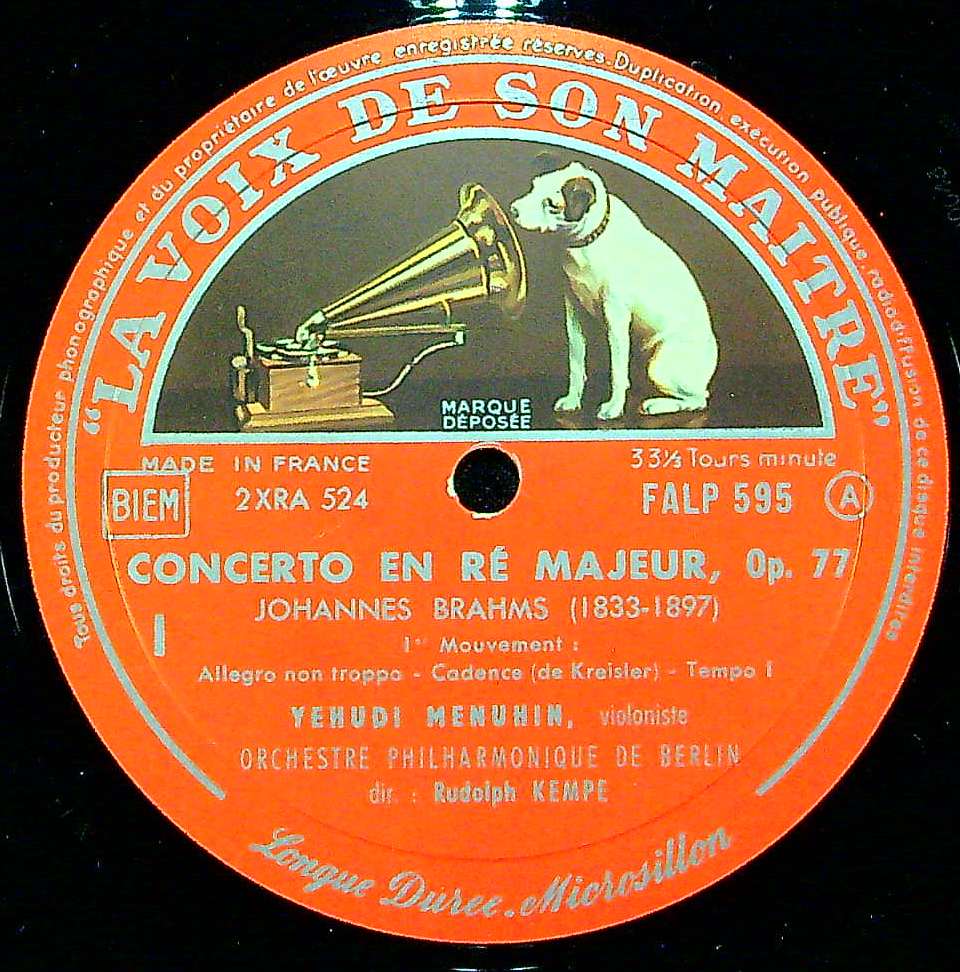 Tous droits du producteur phonographique et du propriétaire de l'œuvre enregistrée réservés. Duplication, exécution publique, radiodiffusion de ce disque interdites
"LA VOIX DE SON MAITRE"
MARQUE
DÉPOSÉE
MADE IN FRANCE
33⅓ Tours minute
BIEM
2XRA 524
FALP 595
A
CONCERTO EN RÉ MAJEUR, Op. 77
JOHANNES BRAHMS (1833-1897)
I
1er Mouvement :
Allegro non troppo - Cadence (de Kreisler) - Tempo I
YEHUDI MENUHIN, violoniste
ORCHESTRE PHILHARMONIQUE DE BERLIN
dir. : Rudolph KEMPE
Longue Durée - Microsillon